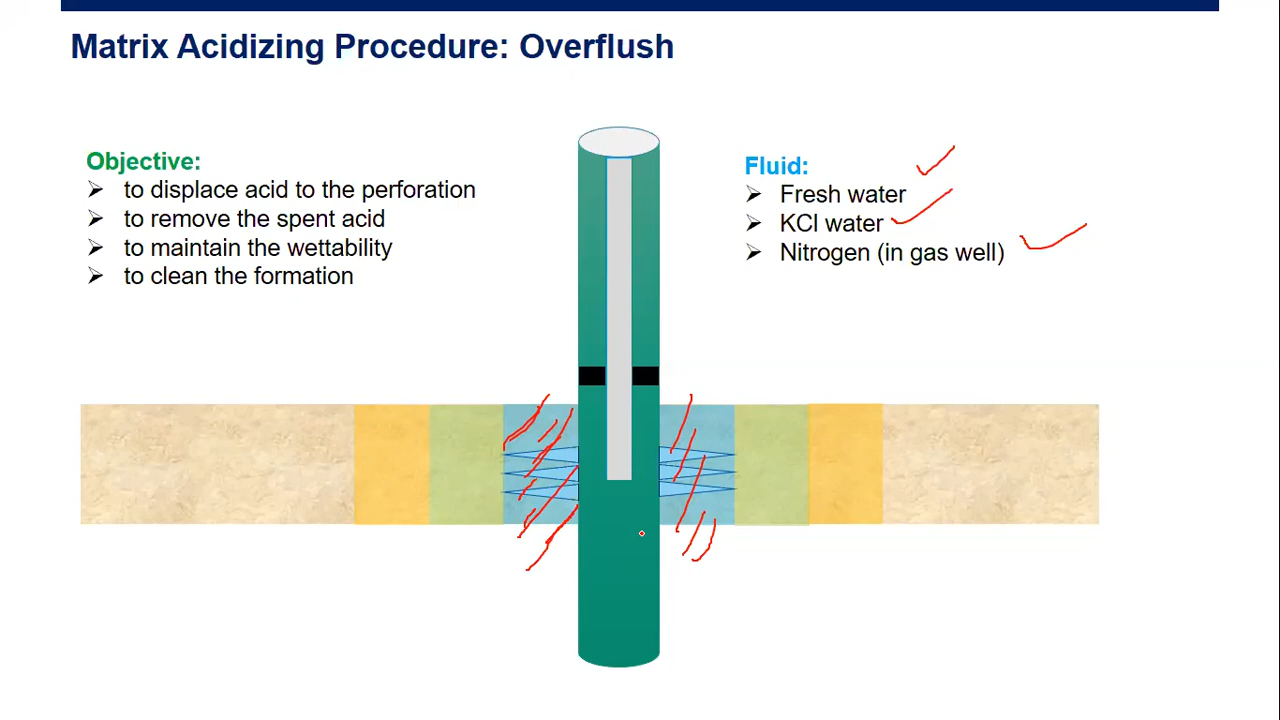 Matrix Acidizing Procedure: Overflush
Objective:
➢ to displace acid to the perforation
➢ to remove the spent acid
➢ to maintain the wettability
➢ to clean the formation
Fluid:
➢ Fresh water
➢ KCl water
➢ Nitrogen (in gas well)